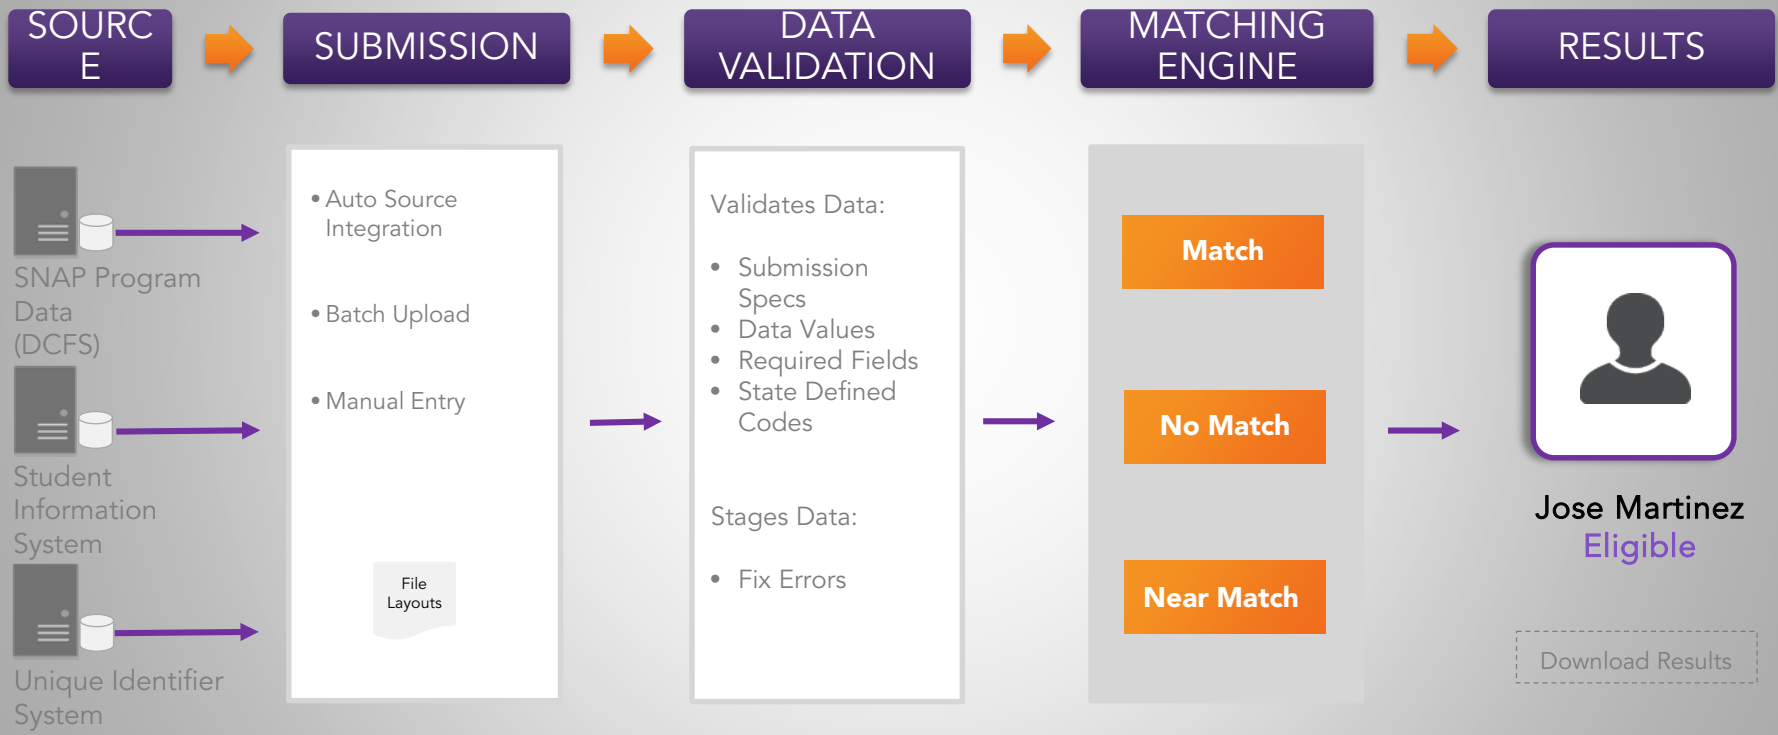 SOURC
E
SUBMISSION
DATA
VALIDATION
MATCHING
ENGINE
RESULTS
SNAP Program
Data
(DCFS)
Student
Information
System
Unique Identifier
System
• Auto Source
Integration
• Batch Upload
• Manual Entry
File
Layouts
Validates Data:
• Submission
Specs
• Data Values
• Required Fields
• State Defined
Codes
Stages Data:
• Fix Errors
Match
No Match
Near Match
Jose Martinez
Eligible
Download Results